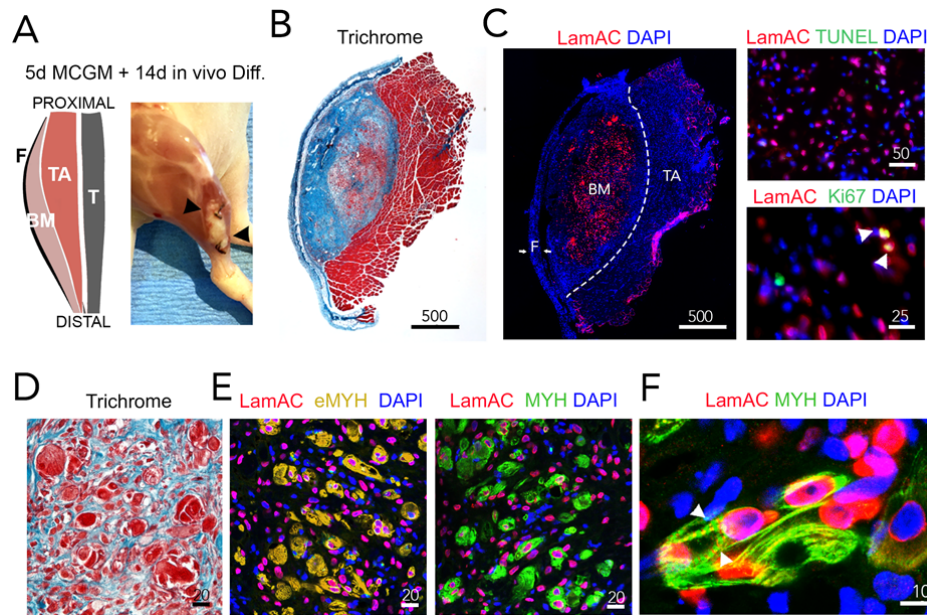 A
5d MCGM + 14d in vivo Diff.
PROXIMAL
F
TA
BM
T
DISTAL
B
Trichrome
500
C
LamAC DAPI
BM
TA
F
500
LamAC TUNEL DAPI
50
LamAC Ki67 DAPI
25
D
Trichrome
20
E
LamAC eMYH DAPI
20
LamAC MYH DAPI
20
F
LamAC MYH DAPI
10